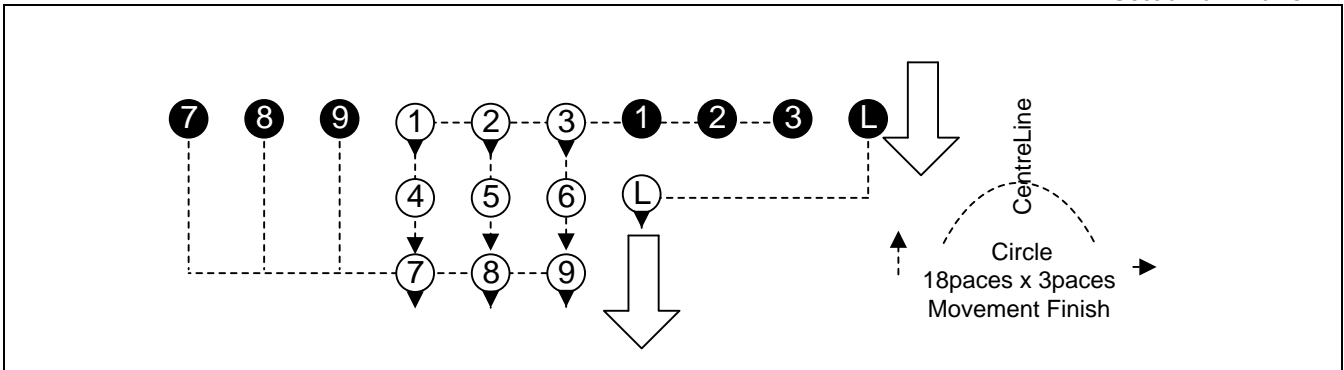 7 8 9 1 2 3 1 2 3 L
4 5 6 L
7 8 9
CentreLine
Circle
18paces x 3paces
Movement Finish